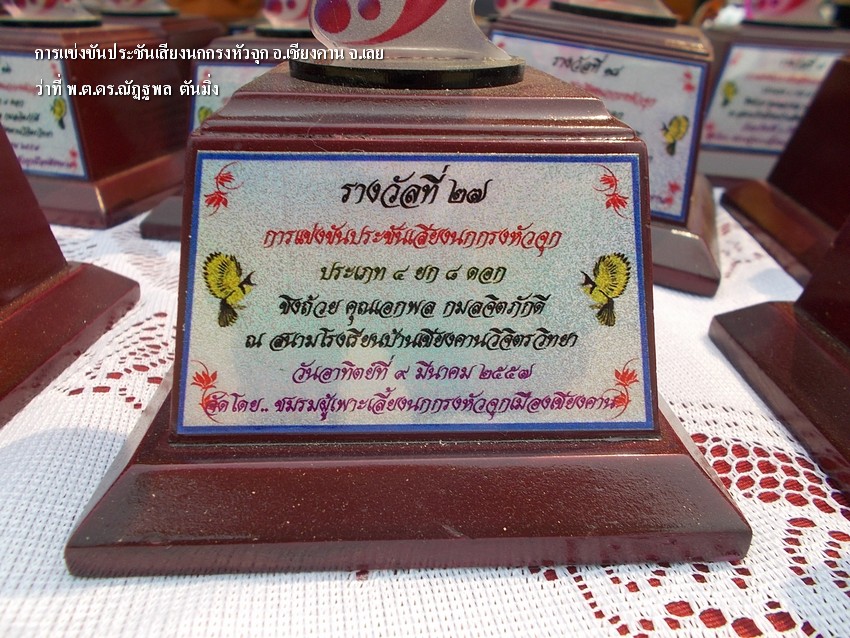 การแข่งขันประชันเสียงนกกรงหัวจุก อ.เชียงคาน จ.เลย
ว่าที่ พ.ต.ดร.ณัฏฐพล ตันมิ่ง
รางวัลที่ ๒๗
การแข่งขันประชันเสียงนกกรงหัวจุก
ประเภท ๔ ยก ๘ ดอก
ชิงถ้วย คุณเอกพล กมลจิตภักดี
ณ สนามโรงเรียนบ้านเชียงคานวิจิตรวิทยา
วันอาทิตย์ที่ ๙ มีนาคม ๒๕๕๗
จัดโดย.. ชมรมผู้เพาะเลี้ยงนกกรงหัวจุกเมืองเชียงคาน
รางวัลที่ ๑๘